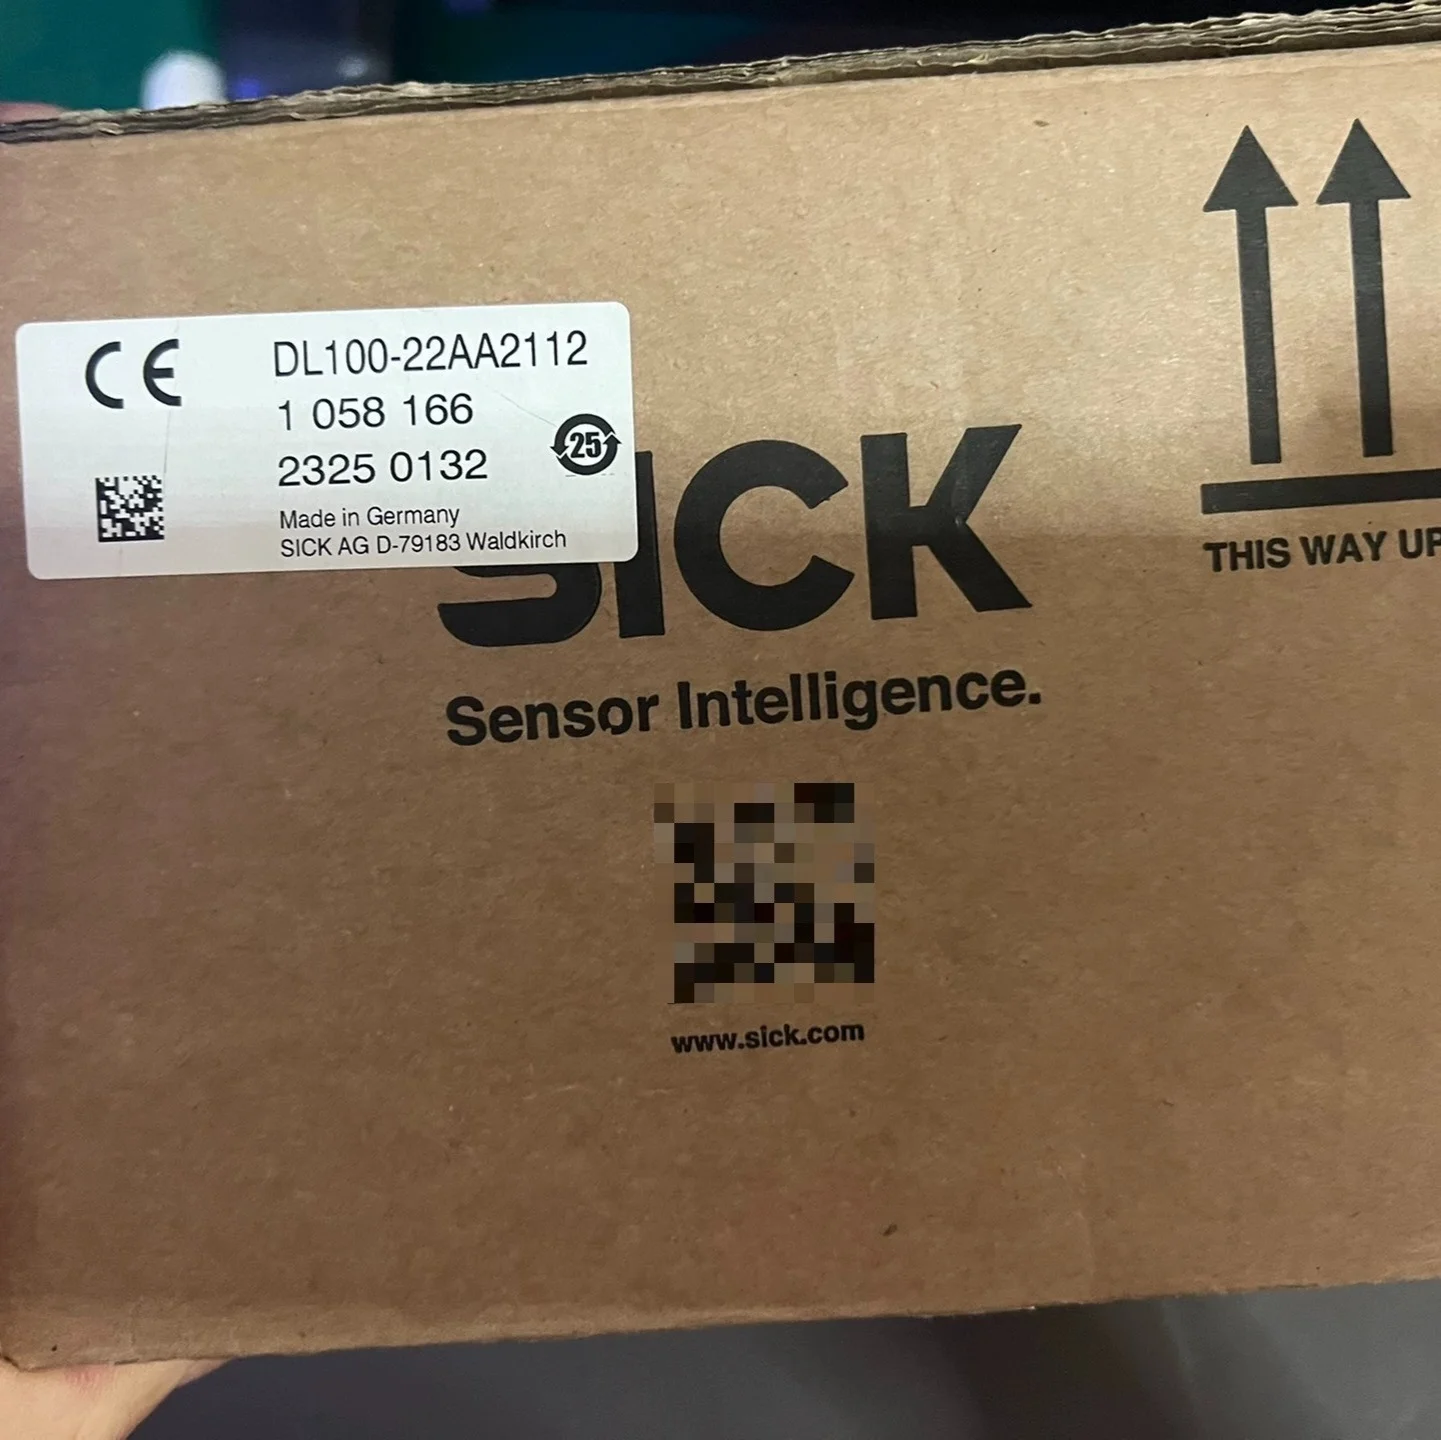 CE
DL100-22AA2112
1 058 166
2325 0132
25
Made in Germany
SICK AG D-79183 Waldkirch
SICK
Sensor Intelligence.
www.sick.com
THIS WAY UP